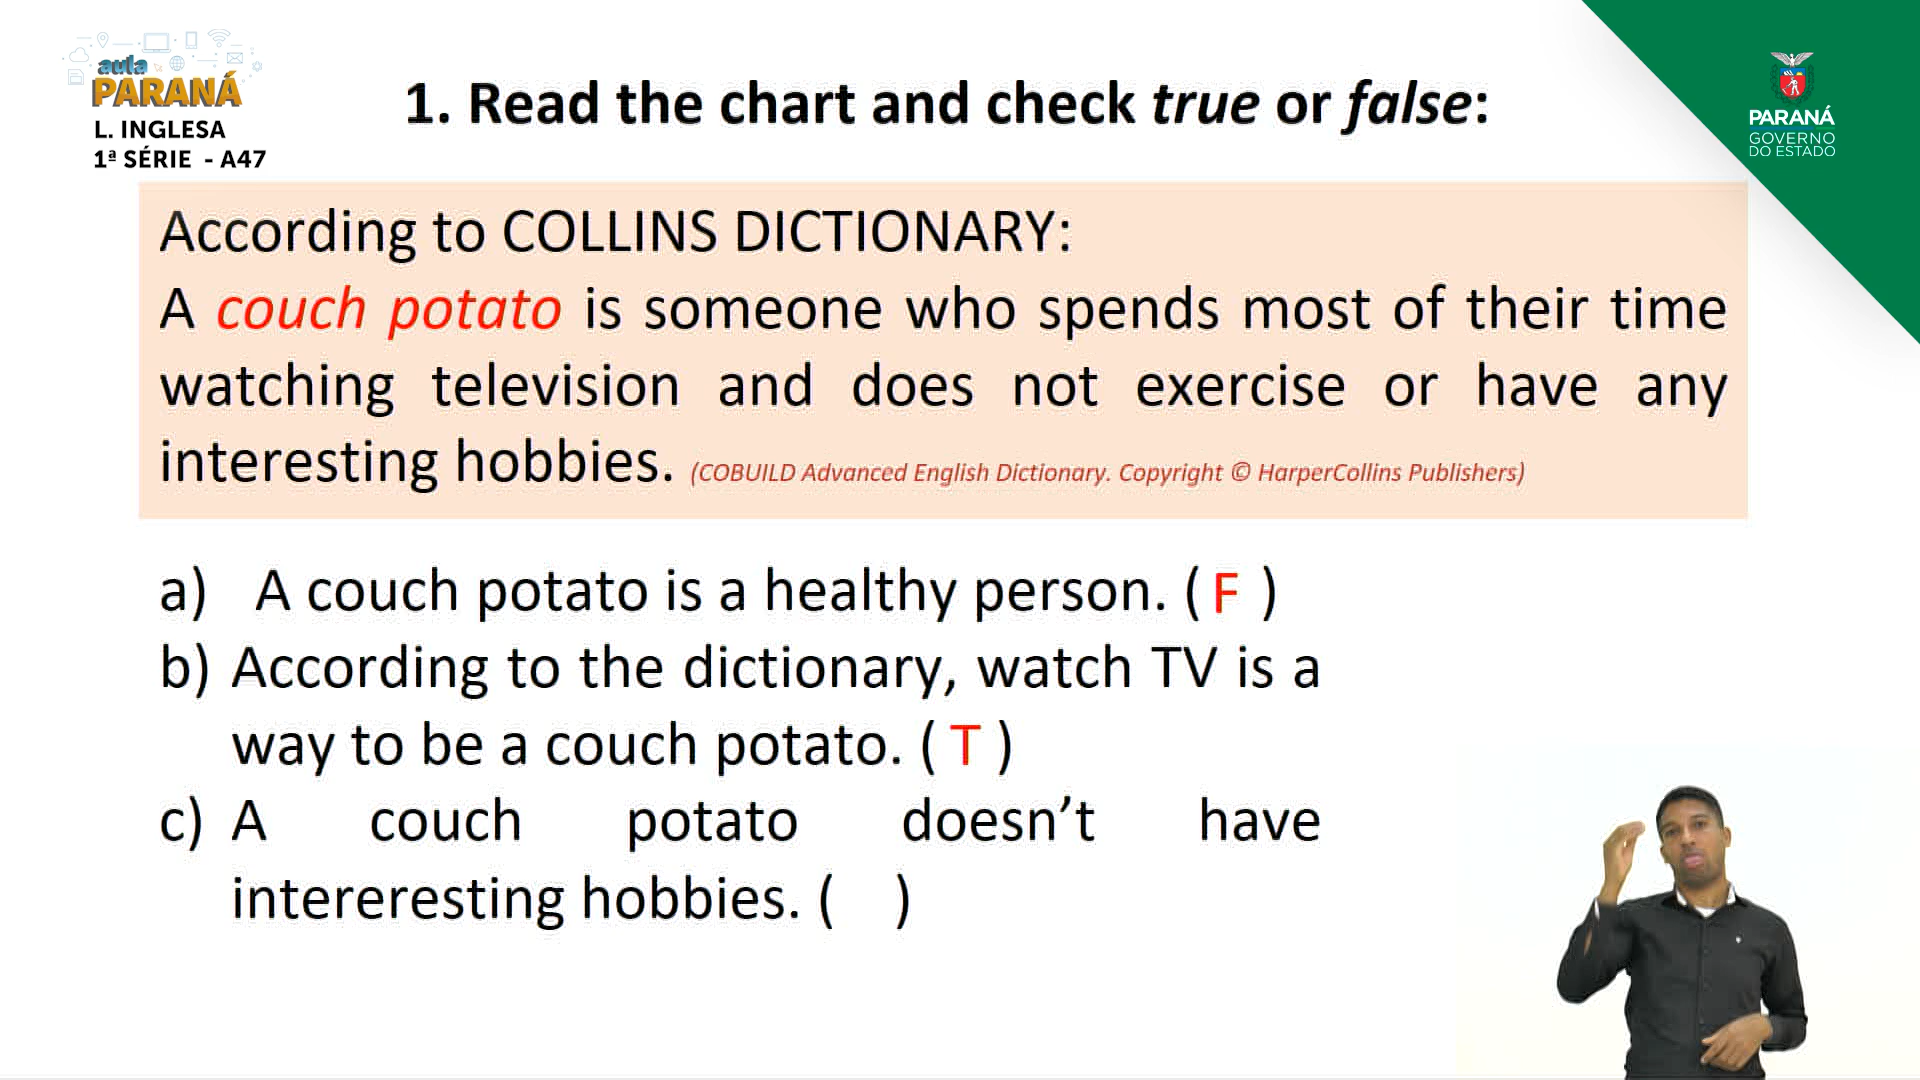 aula
PARANÁ
L. INGLESA
1ª SÉRIE - A47
1. Read the chart and check true or false:
PARANÁ
GOVERNO
DO ESTADO
According to COLLINS DICTIONARY:
A couch potato is someone who spends most of their time
watching television and does not exercise or have any
interesting hobbies. (COBUILD Advanced English Dictionary. Copyright © HarperCollins Publishers)
a) A couch potato is a healthy person. ( F )
b) According to the dictionary, watch TV is a
way to be a couch potato. ( T )
c) A couch potato doesn’t have
intereresting hobbies. ( )